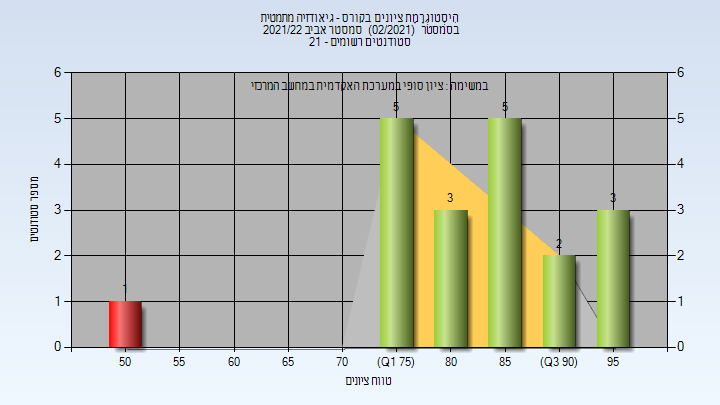 היסטוגרמת ציונים בקורס - גיאודזיה מתמטית
בסמסטר (02/2021) סמסטר אביב 2021/22
סטודנטים רשומים - 21
במשימה : ציון סופי במערכת האקדמית במחשב המרכזי
מספר סטודנטים
6 6
5 5
4 4
3 3
2 2
1 1
0 0
1 5 3 5 2 3
50 55 60 65 70 (Q1 75) 80 85 (Q3 90) 95
טווח ציונים